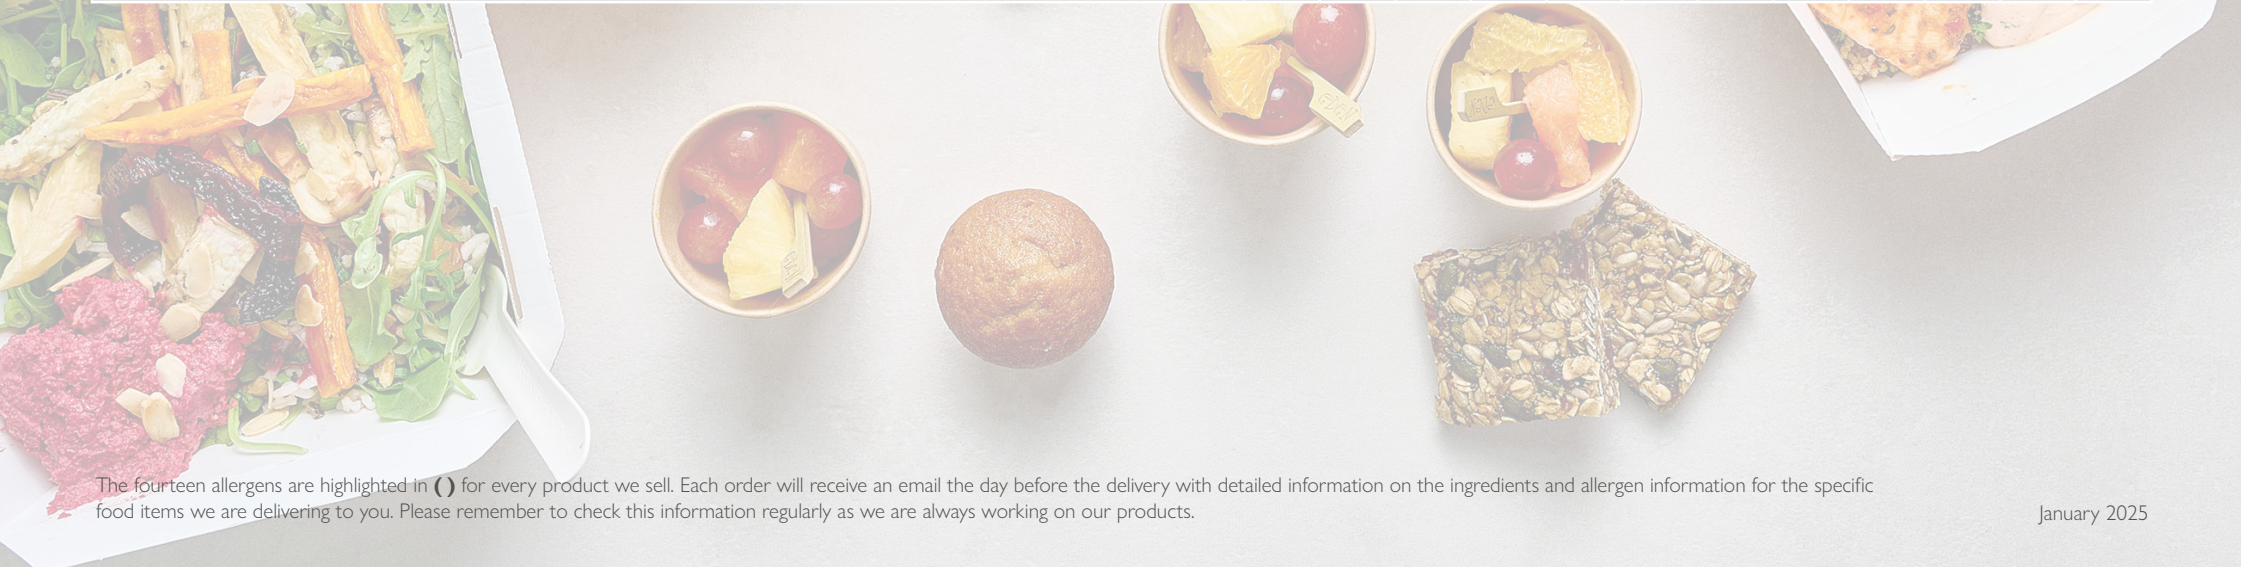 The fourteen allergens are highlighted in ( ) for every product we sell. Each order will receive an email the day before the delivery with detailed information on the ingredients and allergen information for the specific
food items we are delivering to you. Please remember to check this information regularly as we are always working on our products.
January 2025